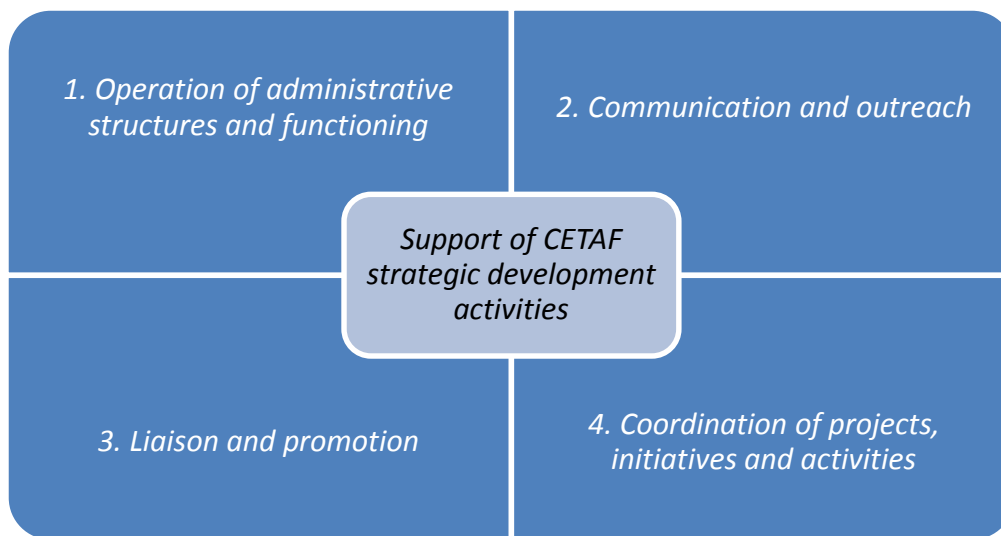 1. Operation of administrative
structures and functioning
2. Communication and outreach
Support of CETAF
strategic development
activities
3. Liaison and promotion
4. Coordination of projects,
initiatives and activities